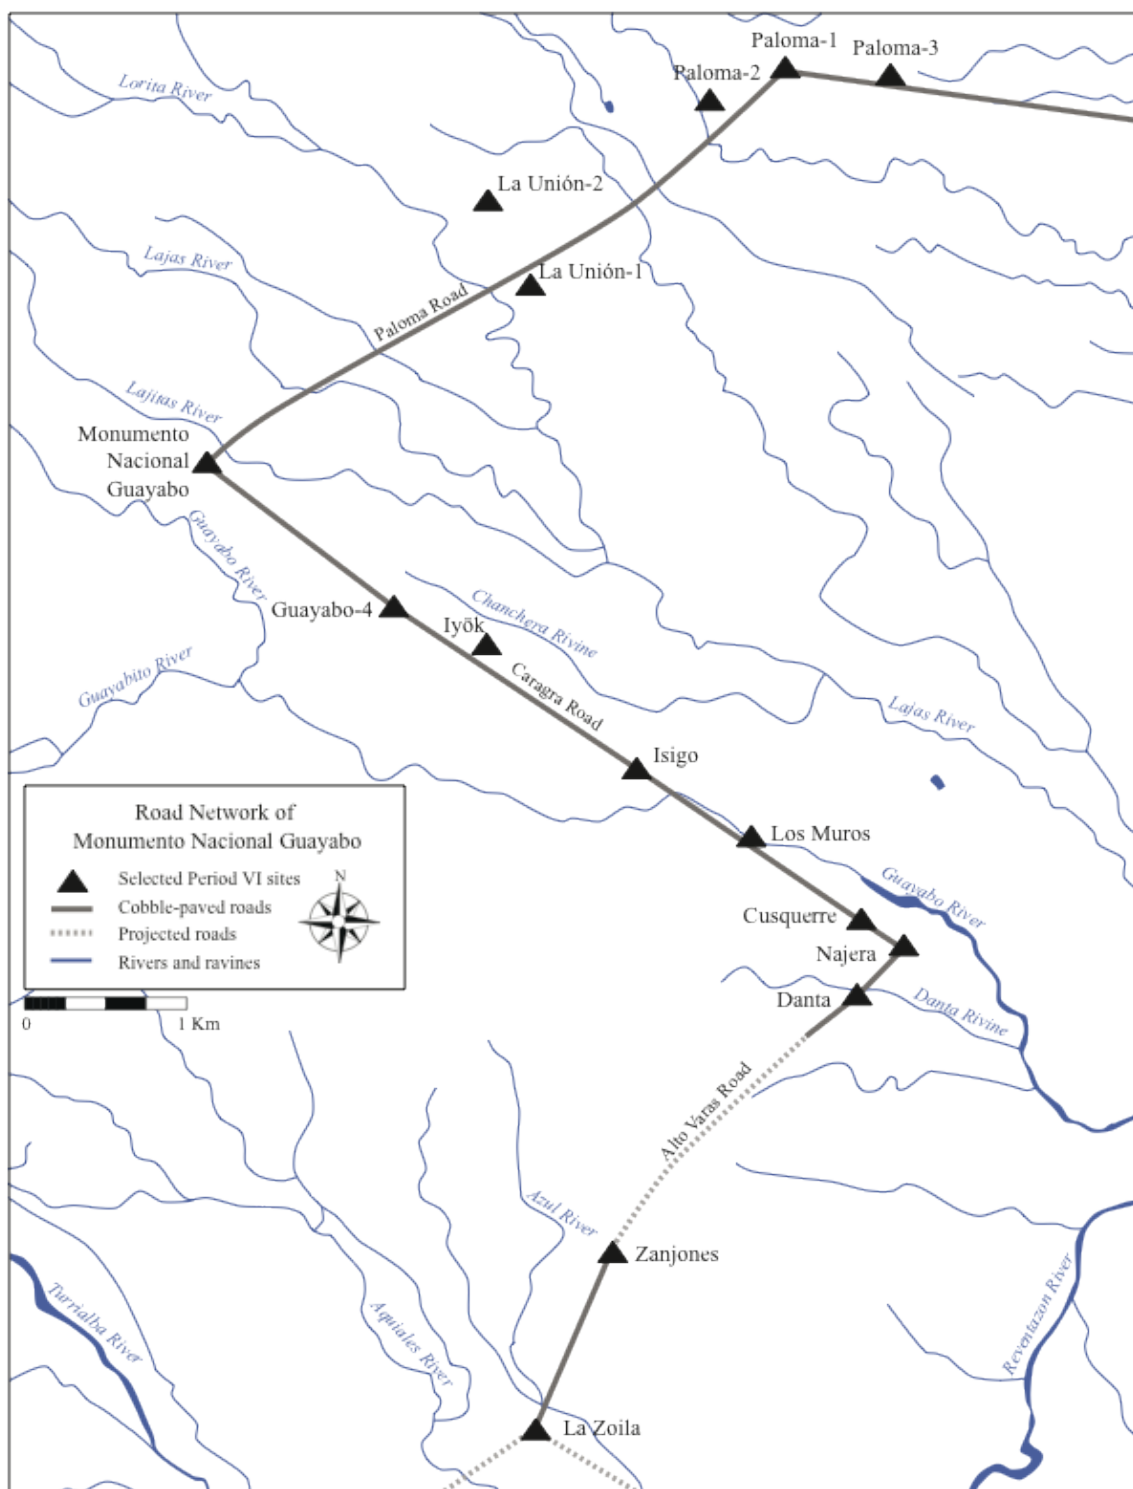 Paloma-1
Paloma-3
Paloma-2
Lorita River
La Unión-2
Lajas River
La Unión-1
Paloma Road
Lajitas River
Monumento
Nacional
Guayabo
Guayabo River
Chanchera Rivine
Guayabo-4
Iyök
Guayabito River
Caragra Road
Lajas River
Isigo
Los Muros
Road Network of
Monumento Nacional Guayabo
Selected Period VI sites
Cobble-paved roads
Projected roads
Rivers and ravines
N
0
1 Km
Guayabo River
Cusquerre
Najera
Danta
Danta Rivine
Alto Varas Road
Azul River
Zanjones
Turrialba River
Aquiales River
Reventazon River
La Zoila